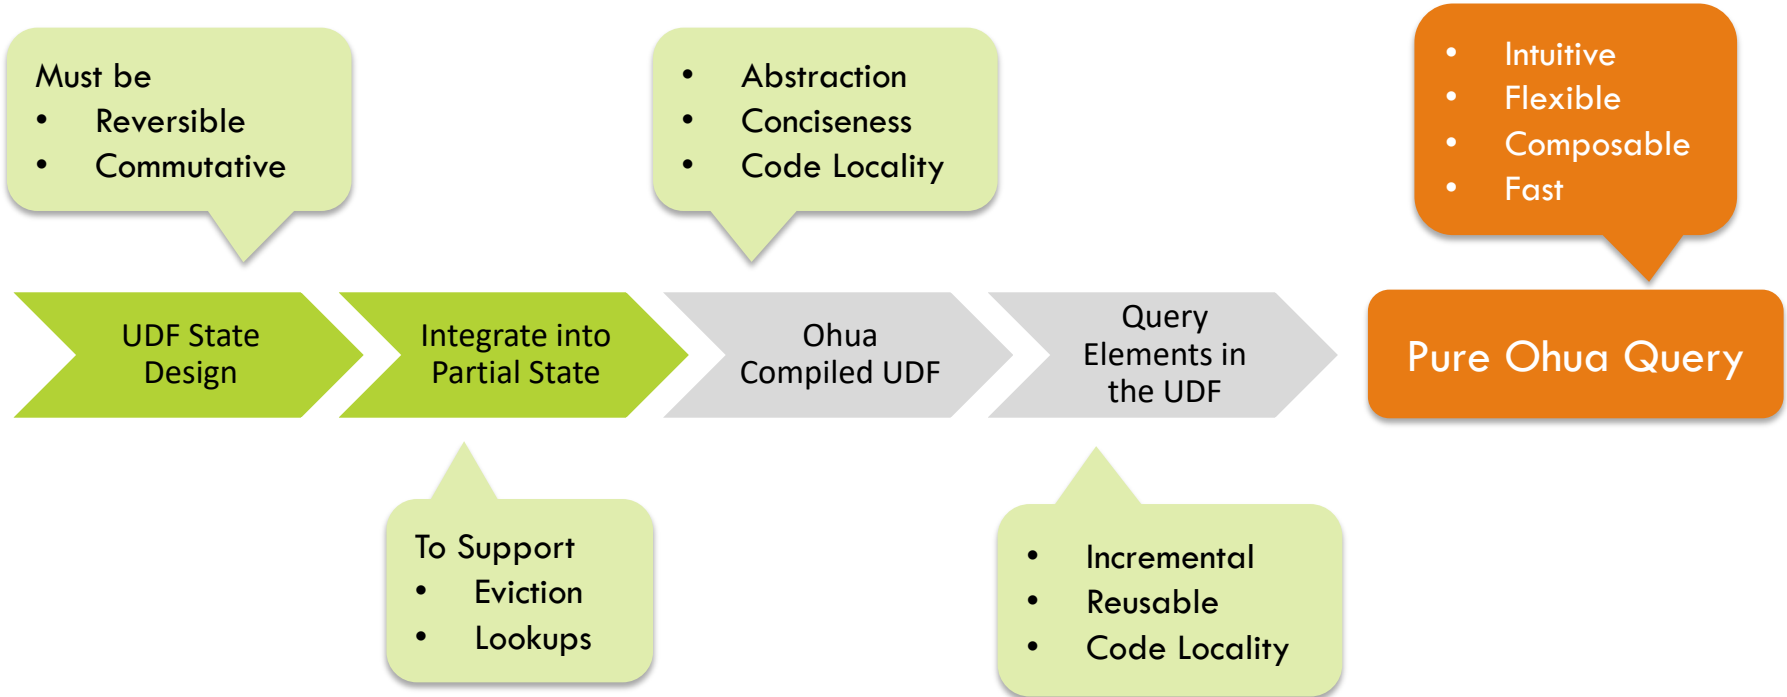 Must be
• Reversible
• Commutative
• Abstraction
• Conciseness
• Code Locality
• Intuitive
• Flexible
• Composable
• Fast
UDF State
Design
Integrate into
Partial State
Ohua
Compiled UDF
Query
Elements in
the UDF
Pure Ohua Query
To Support
• Eviction
• Lookups
• Incremental
• Reusable
• Code Locality